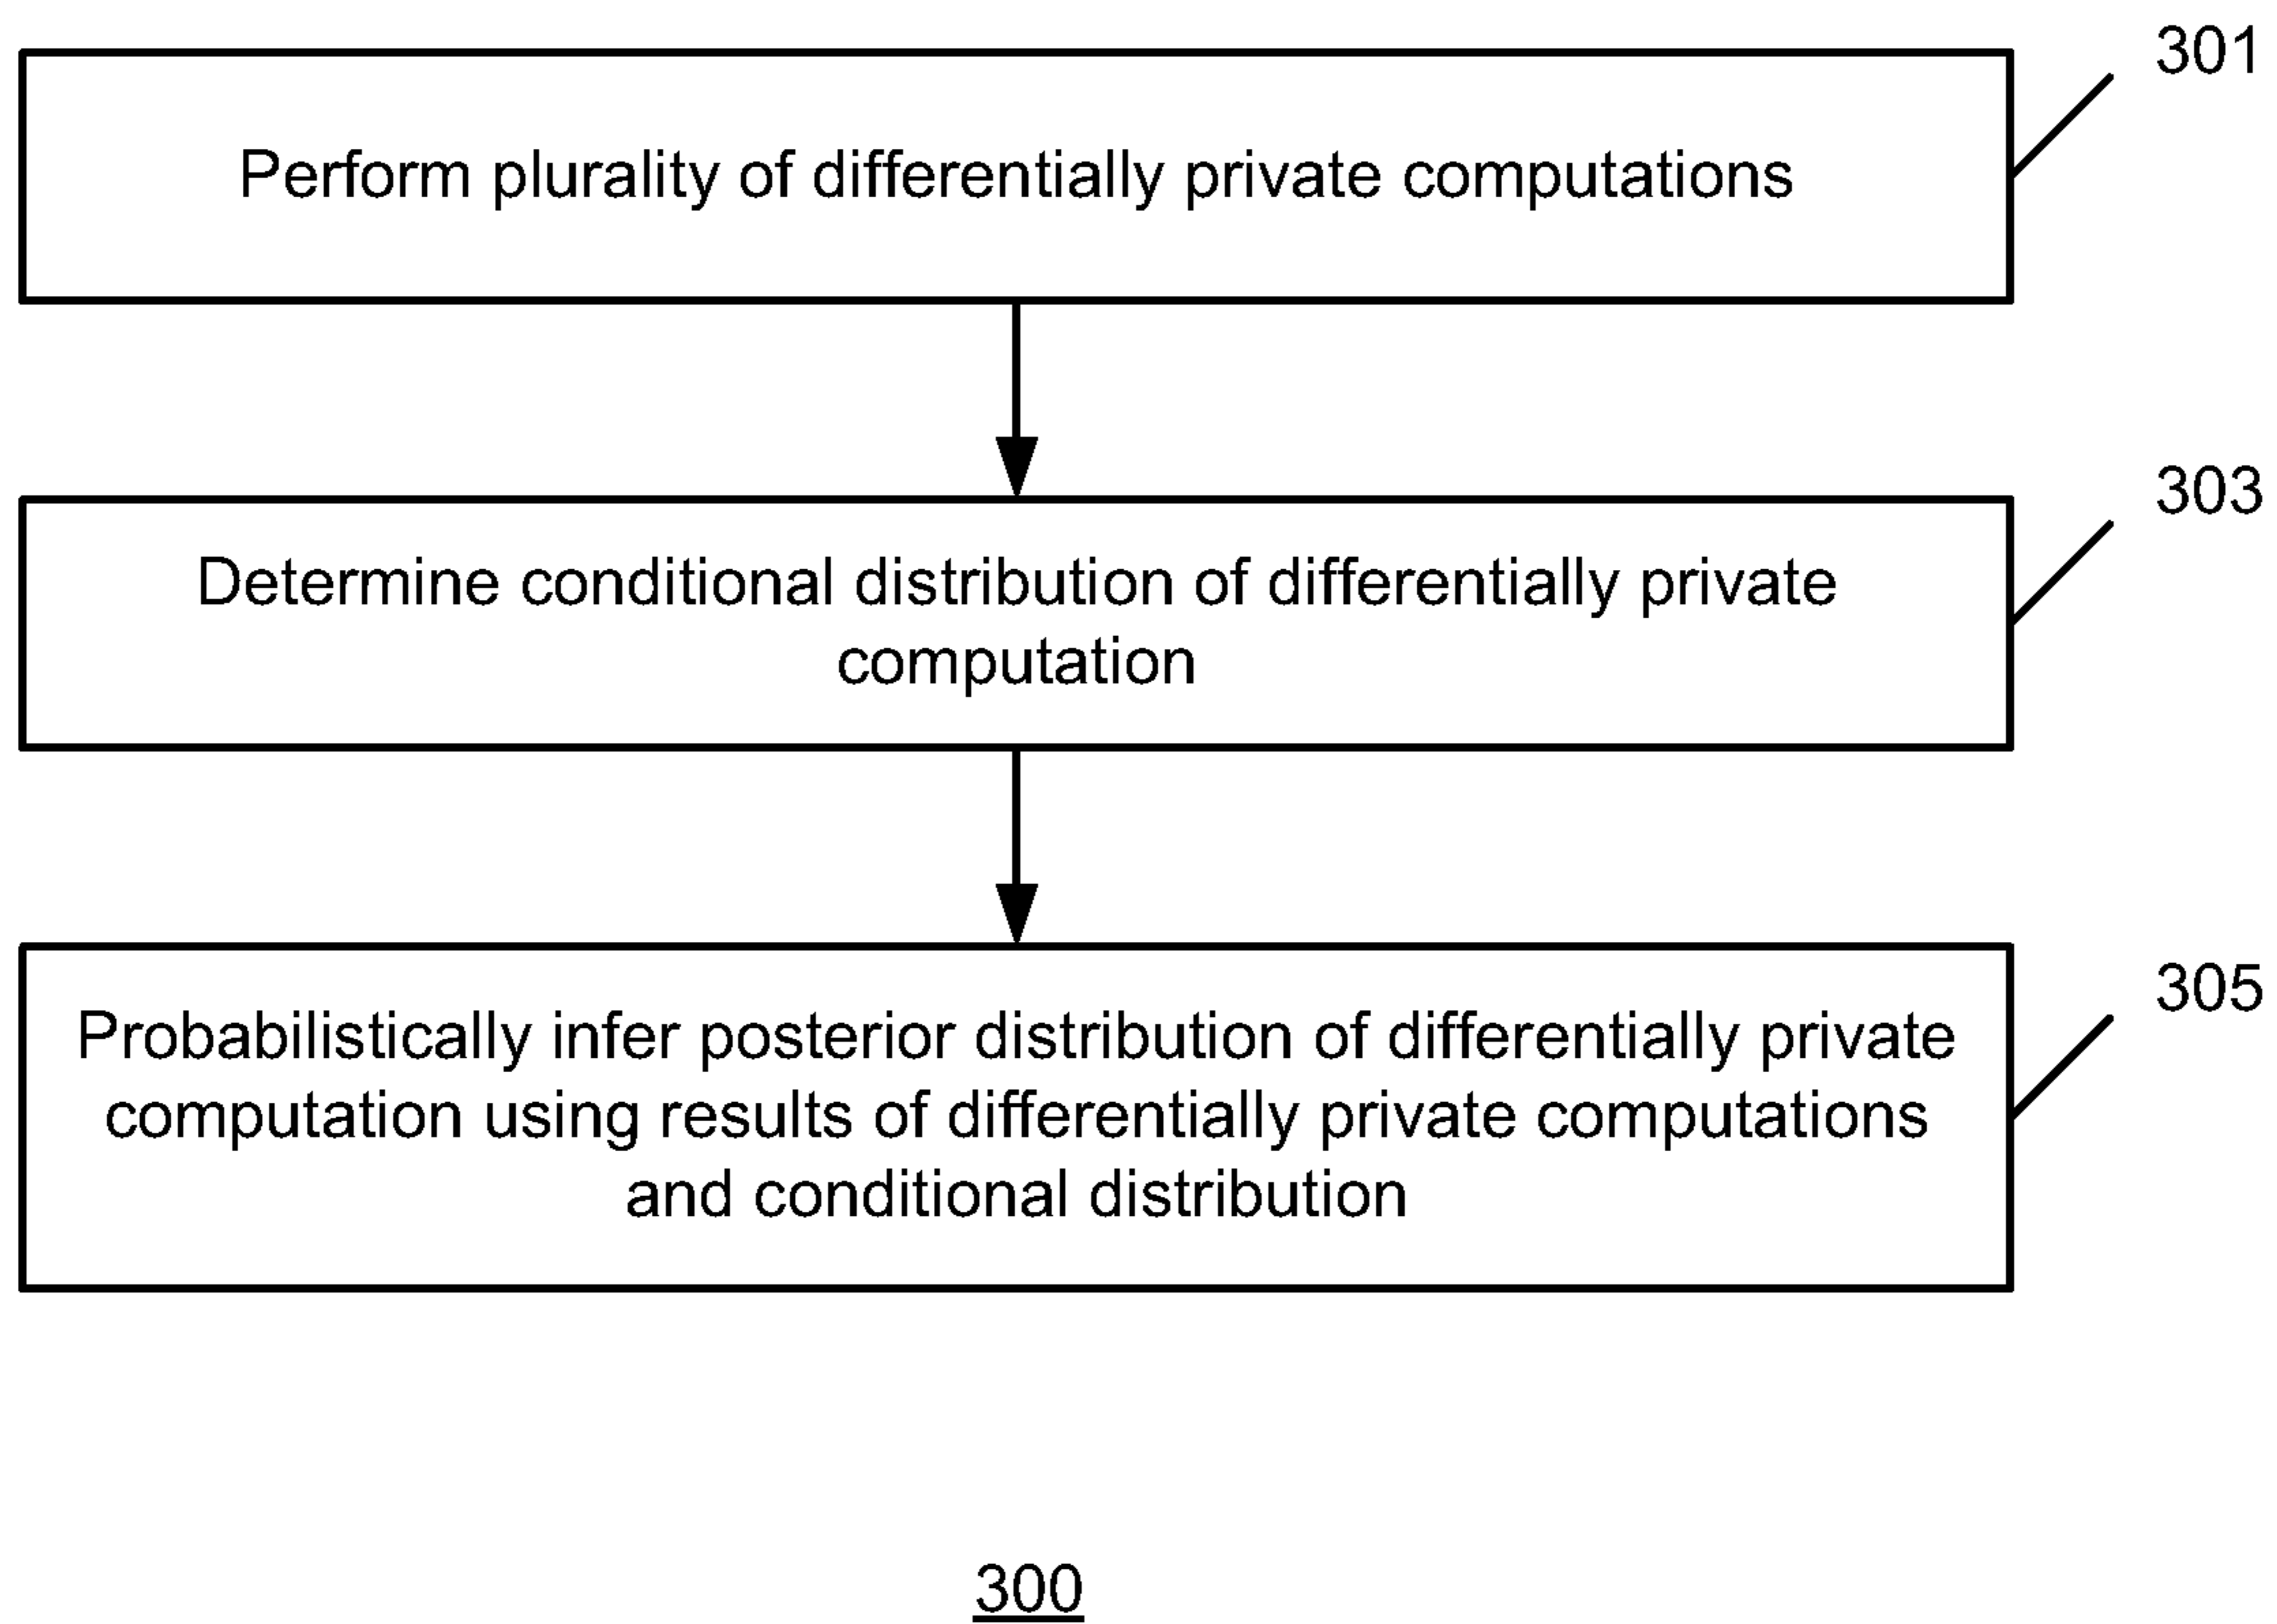 301
Perform plurality of differentially private computations
303
Determine conditional distribution of differentially private
computation
305
Probabilistically infer posterior distribution of differentially private
computation using results of differentially private computations
and conditional distribution
300